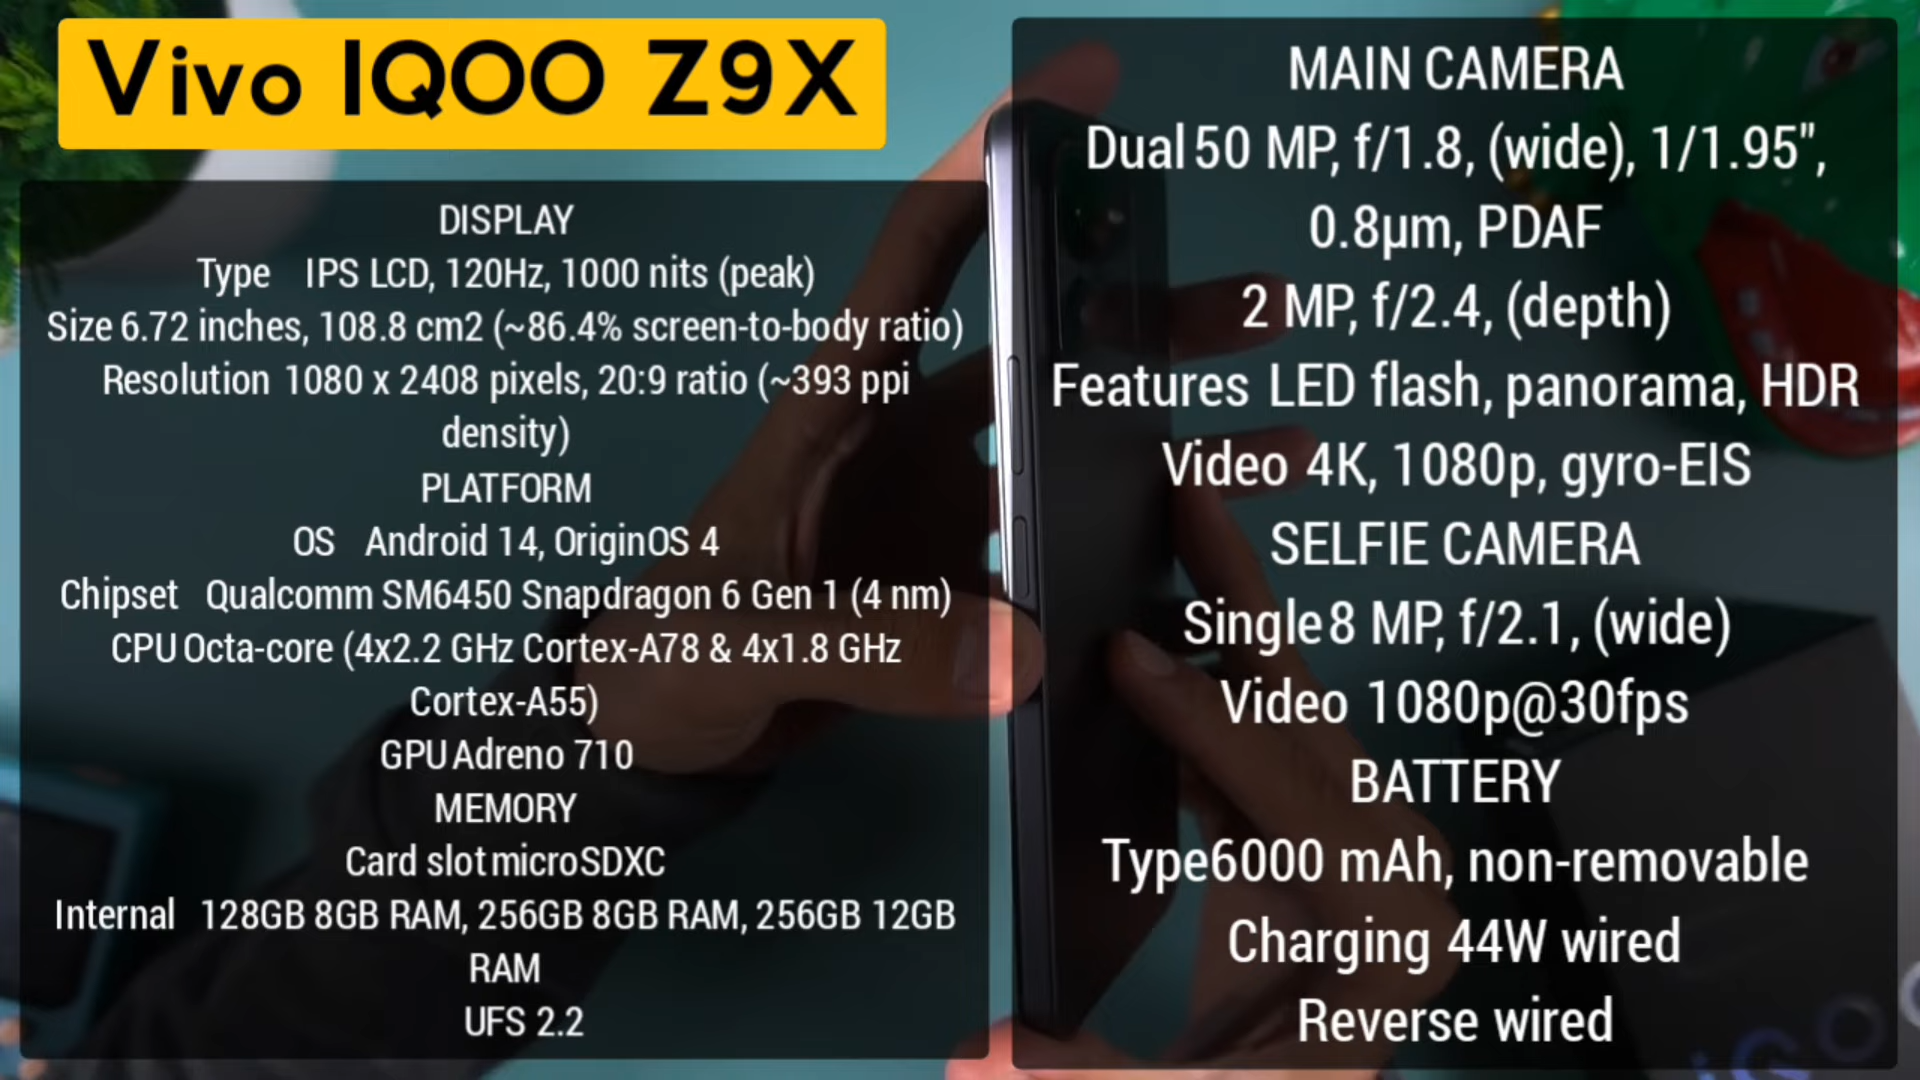 Vivo IQOO Z9X
DISPLAY
Type IPS LCD, 120Hz, 1000 nits (peak)
Size 6.72 inches, 108.8 cm2 (~86.4% screen-to-body ratio)
Resolution 1080 x 2408 pixels, 20:9 ratio (~393 ppi
density)
PLATFORM
OS Android 14, OriginOS 4
Chipset Qualcomm SM6450 Snapdragon 6 Gen 1 (4 nm)
CPU Octa-core (4x2.2 GHz Cortex-A78 & 4x1.8 GHz
Cortex-A55)
GPU Adreno 710
MEMORY
Card slot microSDXC
Internal 128GB 8GB RAM, 256GB 8GB RAM, 256GB 12GB
RAM
UFS 2.2
MAIN CAMERA
Dual 50 MP, f/1.8, (wide), 1/1.95",
0.8µm, PDAF
2 MP, f/2.4, (depth)
Features LED flash, panorama, HDR
Video 4K, 1080p, gyro-EIS
SELFIE CAMERA
Single 8 MP, f/2.1, (wide)
Video 1080p@30fps
BATTERY
Type6000 mAh, non-removable
Charging 44W wired
Reverse wired